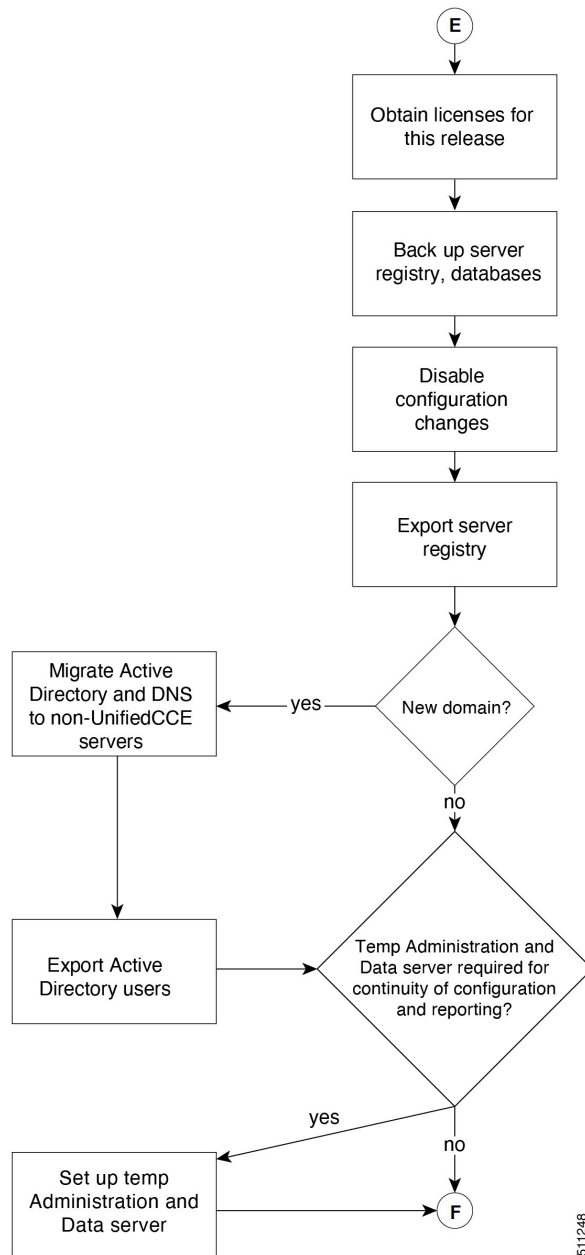 E
Obtain licenses for
this release
Back up server
registry, databases
Disable
configuration
changes
Export server
registry
New domain?
yes
Migrate Active
Directory and DNS
to non-UnifiedCCE
servers
no
Export Active
Directory users
Temp Administration and
Data server required for
continuity of configuration
and reporting?
yes
no
Set up temp
Administration and
Data server
F
511248